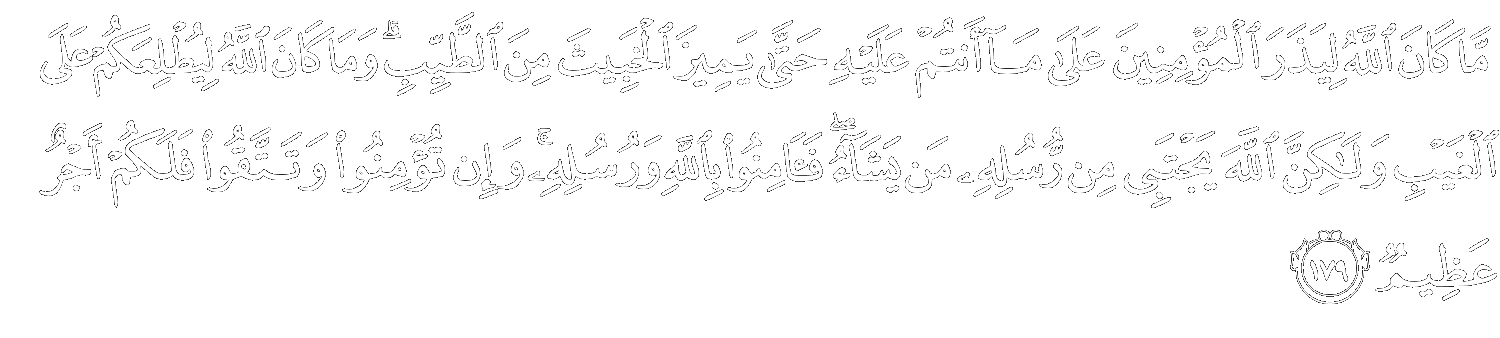 مَّا كَانَ ٱللَّهُ لِيَذَرَ ٱلْمُؤْمِنِينَ عَلَىٰ مَآ أَنتُمْ عَلَيْهِ حَتَّىٰ يَمِيزَ ٱلْخَبِيثَ مِنَ ٱلطَّيِّبِ ۗ وَمَا كَانَ ٱللَّهُ لِيُطْلِعَكُمْ عَلَى
ٱلْغَيْبِ وَلَٰكِنَّ ٱللَّهَ يَجْتَبِى مِن رُّسُلِهِۦ مَن يَشَآءُ ۖ فَـَٔامِنُوا۟ بِٱللَّهِ وَرُسُلِهِۦ ۚ وَإِن تُؤْمِنُوا۟ وَتَتَّقُوا۟ فَلَكُمْ أَجْرٌ
عَظِيمٌ ١٧٩